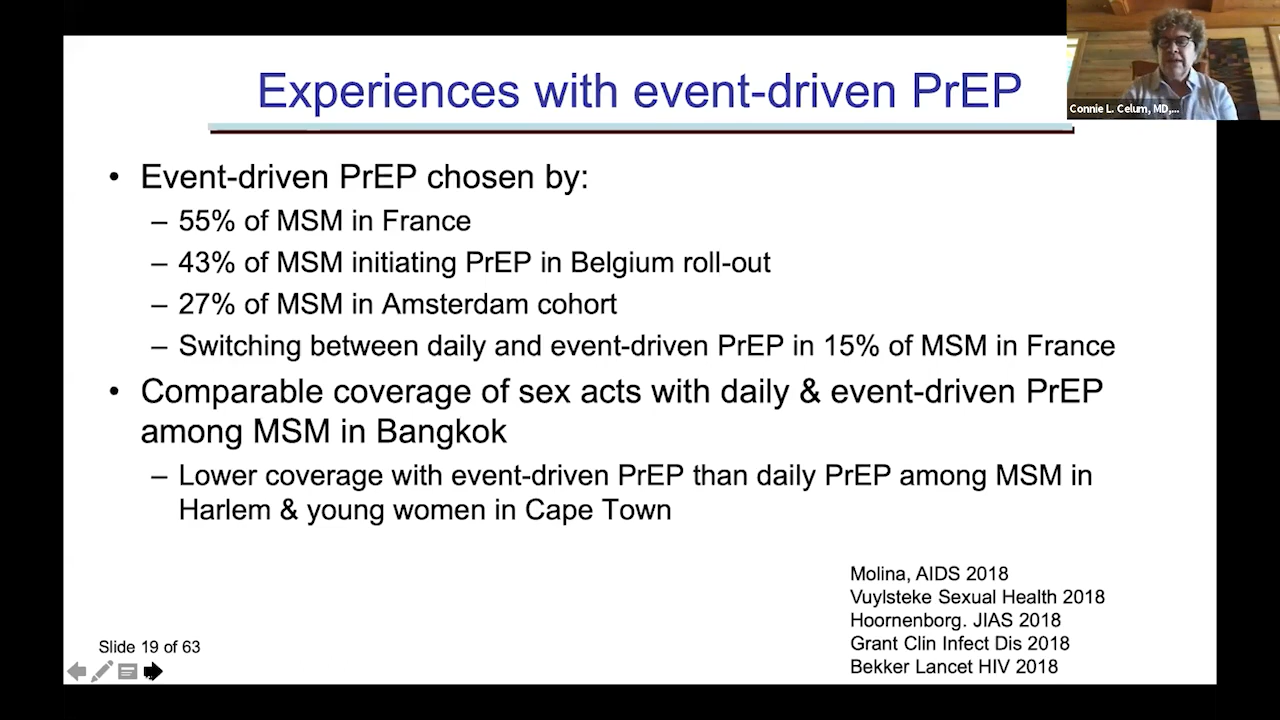 Experiences with event-driven PrEP
Connie L. Celum, MD,...
• Event-driven PrEP chosen by:
– 55% of MSM in France
– 43% of MSM initiating PrEP in Belgium roll-out
– 27% of MSM in Amsterdam cohort
– Switching between daily and event-driven PrEP in 15% of MSM in France
• Comparable coverage of sex acts with daily & event-driven PrEP
among MSM in Bangkok
– Lower coverage with event-driven PrEP than daily PrEP among MSM in
Harlem & young women in Cape Town
Molina, AIDS 2018
Vuylsteke Sexual Health 2018
Hoornenborg. JIAS 2018
Grant Clin Infect Dis 2018
Bekker Lancet HIV 2018
Slide 19 of 63